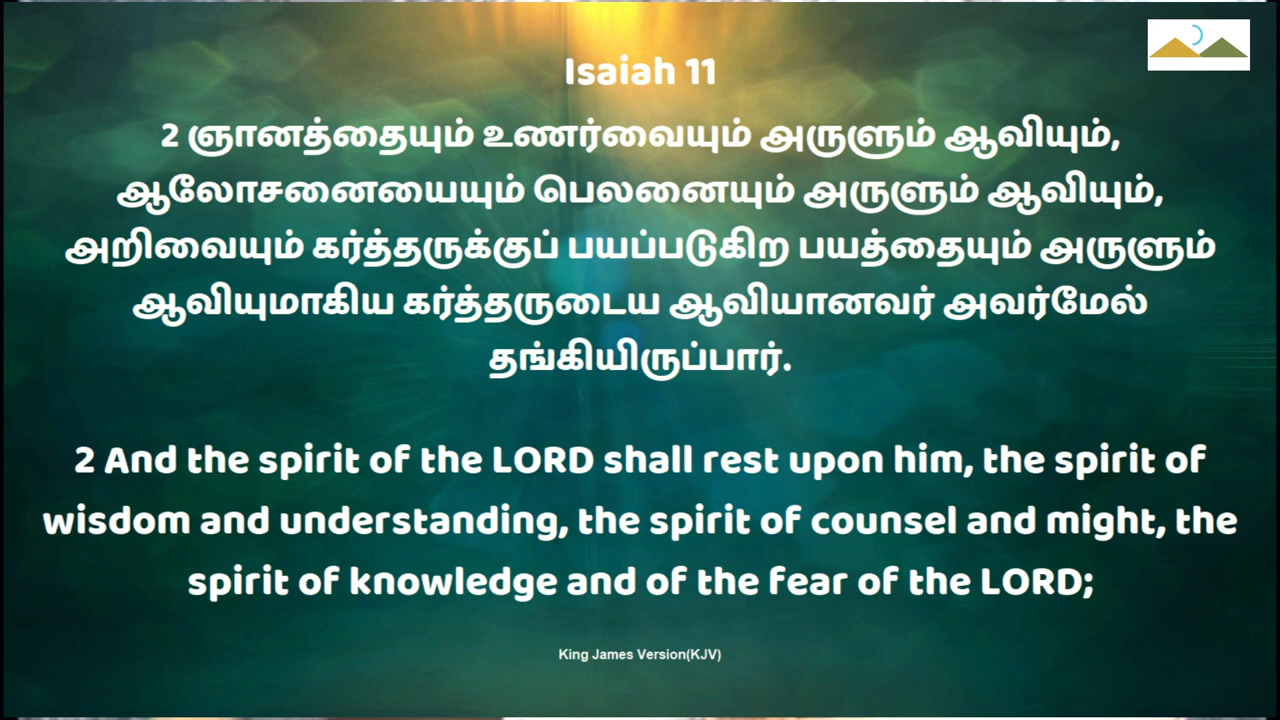 Isaiah 11
2 ஞானத்தையும் உணர்வையும் அருளும் ஆவியும்,
ஆலோசனையையும் பெலனையும் அருளும் ஆவியும்,
அறிவையும் கர்த்தருக்குப் பயப்படுகிற பயத்தையும் அருளும்
ஆவியுமாகிய கர்த்தருடைய ஆவியானவர் அவர்மேல்
தங்கியிருப்பார்.
2 And the spirit of the LORD shall rest upon him, the spirit of
wisdom and understanding, the spirit of counsel and might, the
spirit of knowledge and of the fear of the LORD;
King James Version(KJV)